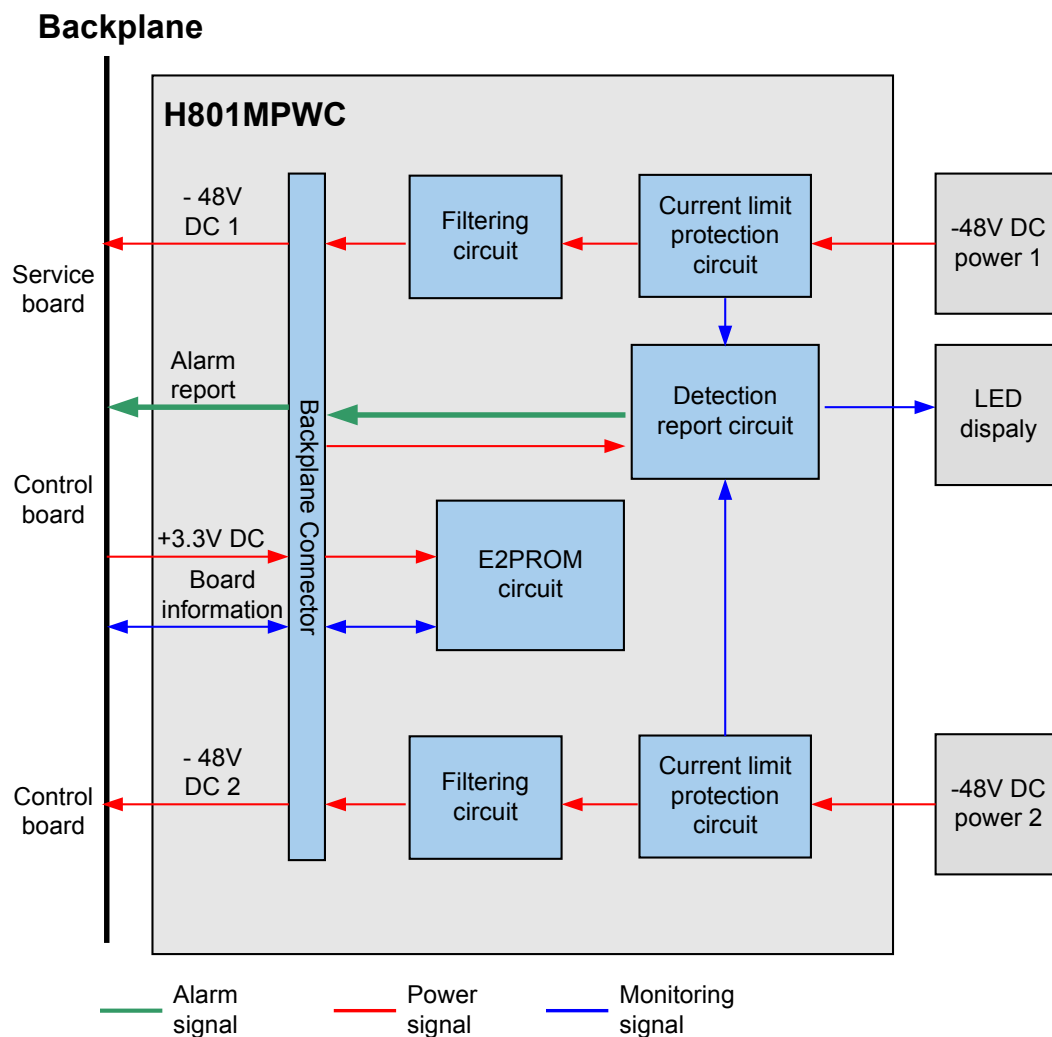 Backplane
H801MPWC
- 48V
DC 1
Filtering
circuit
Current limit
protection
circuit
-48V DC
power 1
Service
board
Alarm
report
Detection
report circuit
LED
dispaly
Backplane Connector
Control
board
+3.3V DC
E2PROM
circuit
Board
information
- 48V
DC 2
Filtering
circuit
Current limit
protection
circuit
-48V DC
power 2
Control
board
Alarm
signal
Power
signal
Monitoring
signal